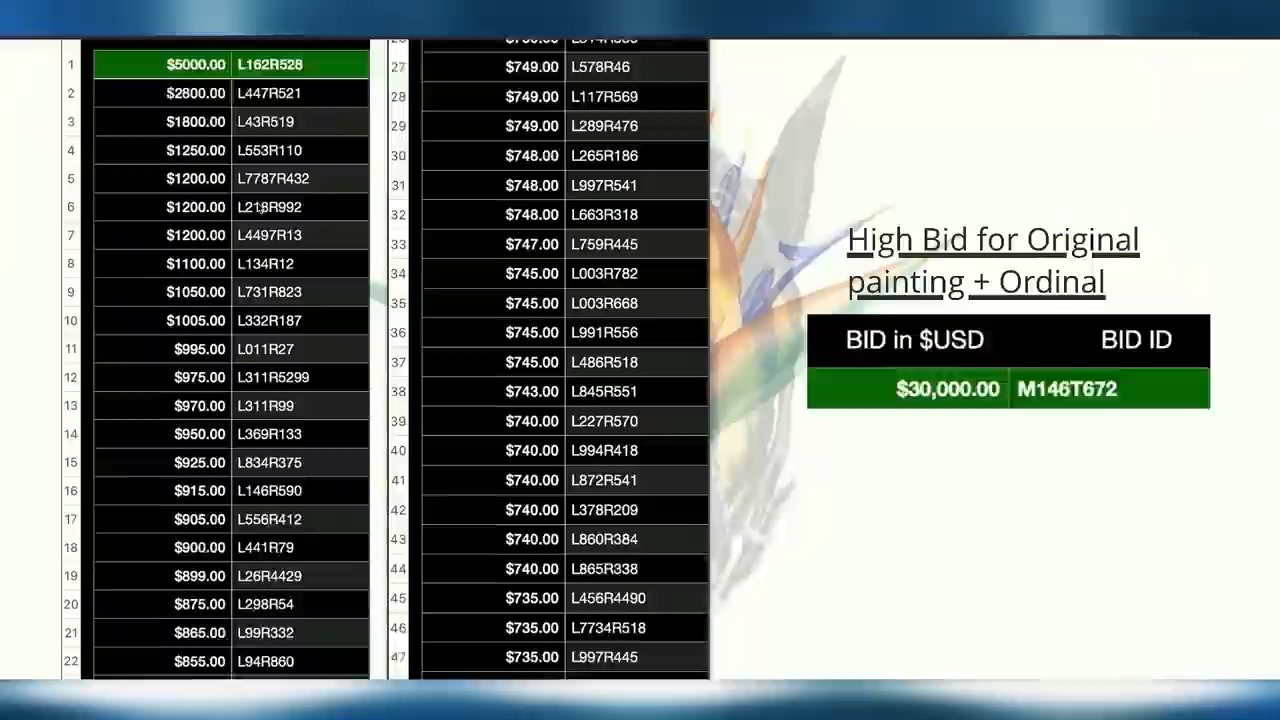 1 $5000.00 L162R528
2 $2800.00 L447R521
3 $1800.00 L43R519
4 $1250.00 L553R110
5 $1200.00 L7787R432
6 $1200.00 L218R992
7 $1200.00 L4497R13
8 $1100.00 L134R12
9 $1050.00 L731R823
10 $1005.00 L332R187
11 $995.00 L011R27
12 $975.00 L311R5299
13 $970.00 L311R99
14 $950.00 L369R133
15 $925.00 L834R375
16 $915.00 L146R590
17 $905.00 L556R412
18 $900.00 L441R79
19 $899.00 L26R4429
20 $875.00 L298R54
21 $865.00 L99R332
22 $855.00 L94R860
27 $749.00 L578R46
28 $749.00 L117R569
29 $749.00 L289R476
30 $748.00 L265R186
31 $748.00 L997R541
32 $748.00 L663R318
33 $747.00 L759R445
34 $745.00 L003R782
35 $745.00 L003R668
36 $745.00 L991R556
37 $745.00 L486R518
38 $743.00 L845R551
39 $740.00 L227R570
40 $740.00 L994R418
41 $740.00 L872R541
42 $740.00 L378R209
43 $740.00 L860R384
44 $740.00 L865R338
45 $735.00 L456R4490
46 $735.00 L7734R518
47 $735.00 L997R445
High Bid for Original
painting + Ordinal
BID in $USD BID ID
$30,000.00 M146T672